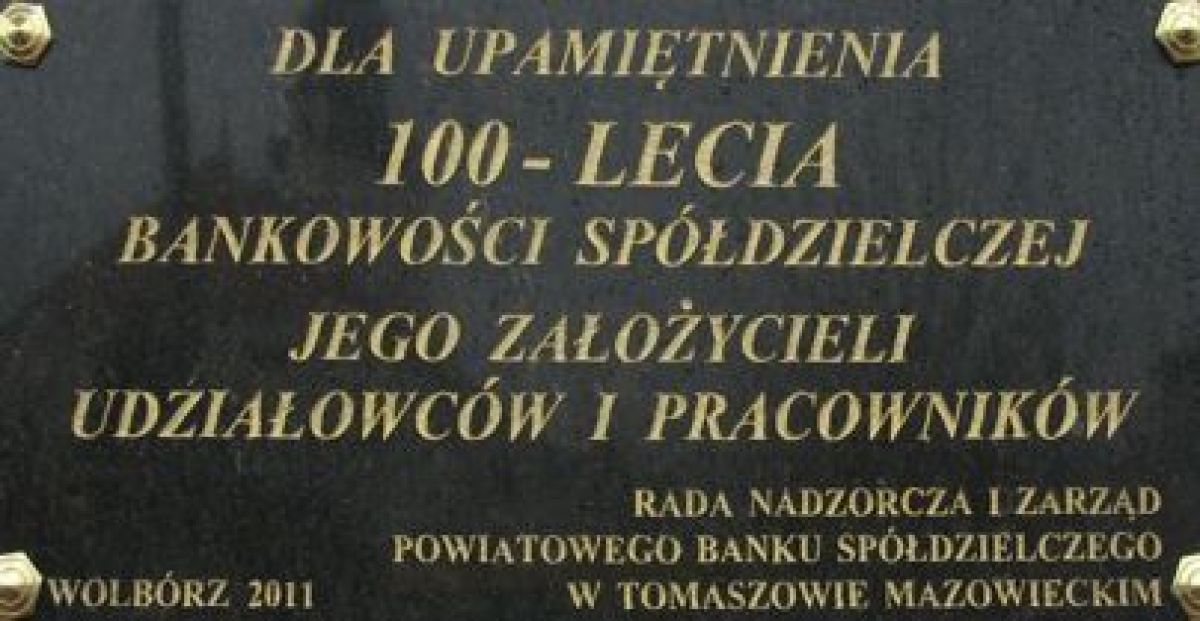 DLA UPAMIĘTNIENIA
100 - LECIA
BANKOWOŚCI SPÓŁDZIELCZEJ
JEGO ZAŁOŻYCIELI
UDZIAŁOWCÓW I PRACOWNIKÓW
RADA NADZORCZA I ZARZĄD
POWIATOWEGO BANKU SPÓŁDZIELCZEGO
W TOMASZOWIE MAZOWIECKIM
WOLBÓRZ 2011